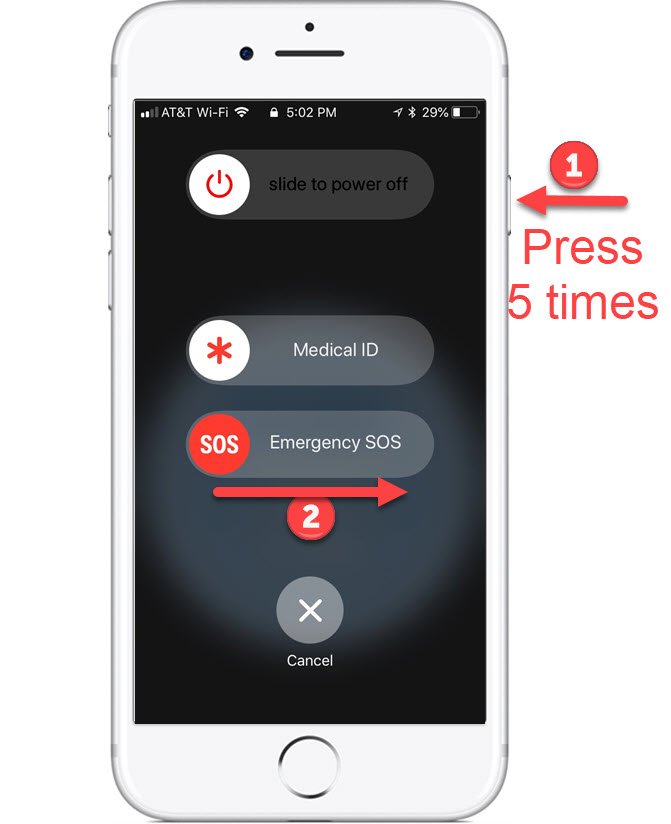 AT&T Wi-Fi 5:02 PM 29%
slide to power off
1
Press
5 times
Medical ID
SOS Emergency SOS
2
Cancel